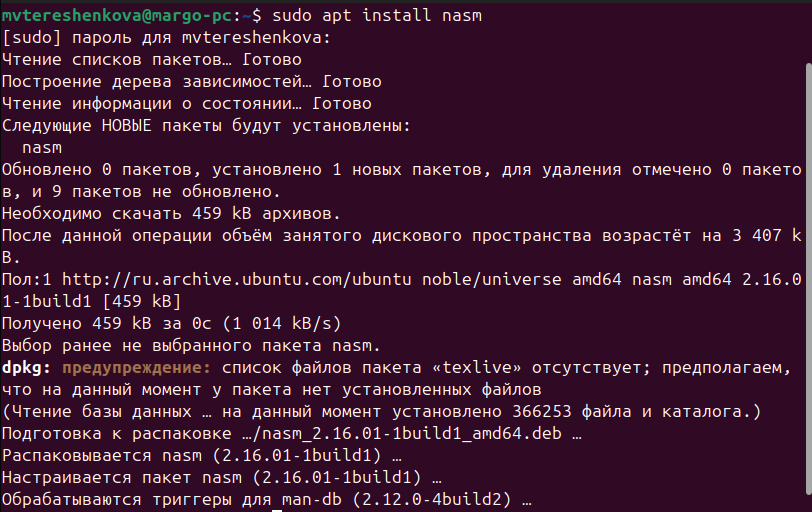 mvtereshenkova@margo-pc:~$ sudo apt install nasm
[sudo] пароль для mvtereshenkova:
Чтение списков пакетов… Готово
Построение дерева зависимостей… Готово
Чтение информации о состоянии… Готово
Следующие НОВЫЕ пакеты будут установлены:
  nasm
Обновлено 0 пакетов, установлено 1 новых пакетов, для удаления отмечено 0 пакето
в, и 9 пакетов не обновлено.
Необходимо скачать 459 kB архивов.
После данной операции объём занятого дискового пространства возрастёт на 3 407 k
B.
Пол:1 http://ru.archive.ubuntu.com/ubuntu noble/universe amd64 nasm amd64 2.16.0
1-1build1 [459 kB]
Получено 459 kB за 0с (1 014 kB/s)
Выбор ранее не выбранного пакета nasm.
dpkg: предупреждение: список файлов пакета «texlive» отсутствует; предполагаем,
что на данный момент у пакета нет установленных файлов
(Чтение базы данных … на данный момент установлено 366253 файла и каталога.)
Подготовка к распаковке …/nasm_2.16.01-1build1_amd64.deb …
Распаковывается nasm (2.16.01-1build1) …
Настраивается пакет nasm (2.16.01-1build1) …
Обрабатываются триггеры для man-db (2.12.0-4build2) …